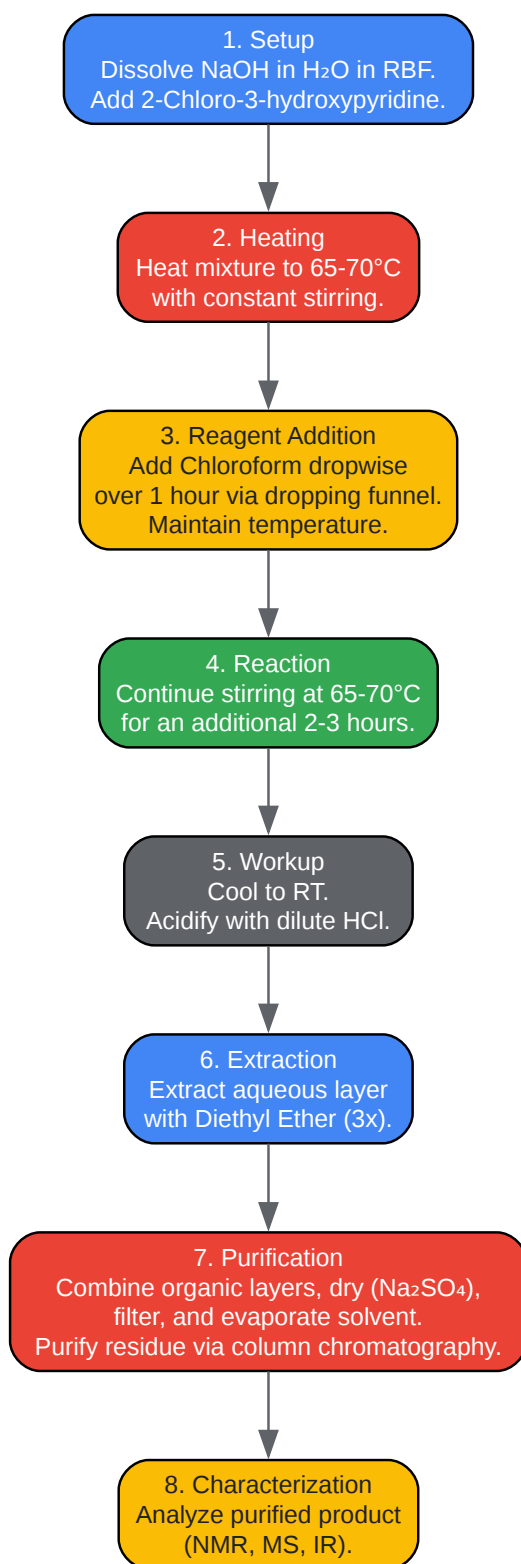 1. Setup
Dissolve NaOH in H₂O in RBF.
Add 2-Chloro-3-hydroxypyridine.
2. Heating
Heat mixture to 65-70°C
with constant stirring.
3. Reagent Addition
Add Chloroform dropwise
over 1 hour via dropping funnel.
Maintain temperature.
4. Reaction
Continue stirring at 65-70°C
for an additional 2-3 hours.
5. Workup
Cool to RT.
Acidify with dilute HCl.
6. Extraction
Extract aqueous layer
with Diethyl Ether (3x).
7. Purification
Combine organic layers, dry (Na₂SO₄),
filter, and evaporate solvent.
Purify residue via column chromatography.
8. Characterization
Analyze purified product
(NMR, MS, IR).